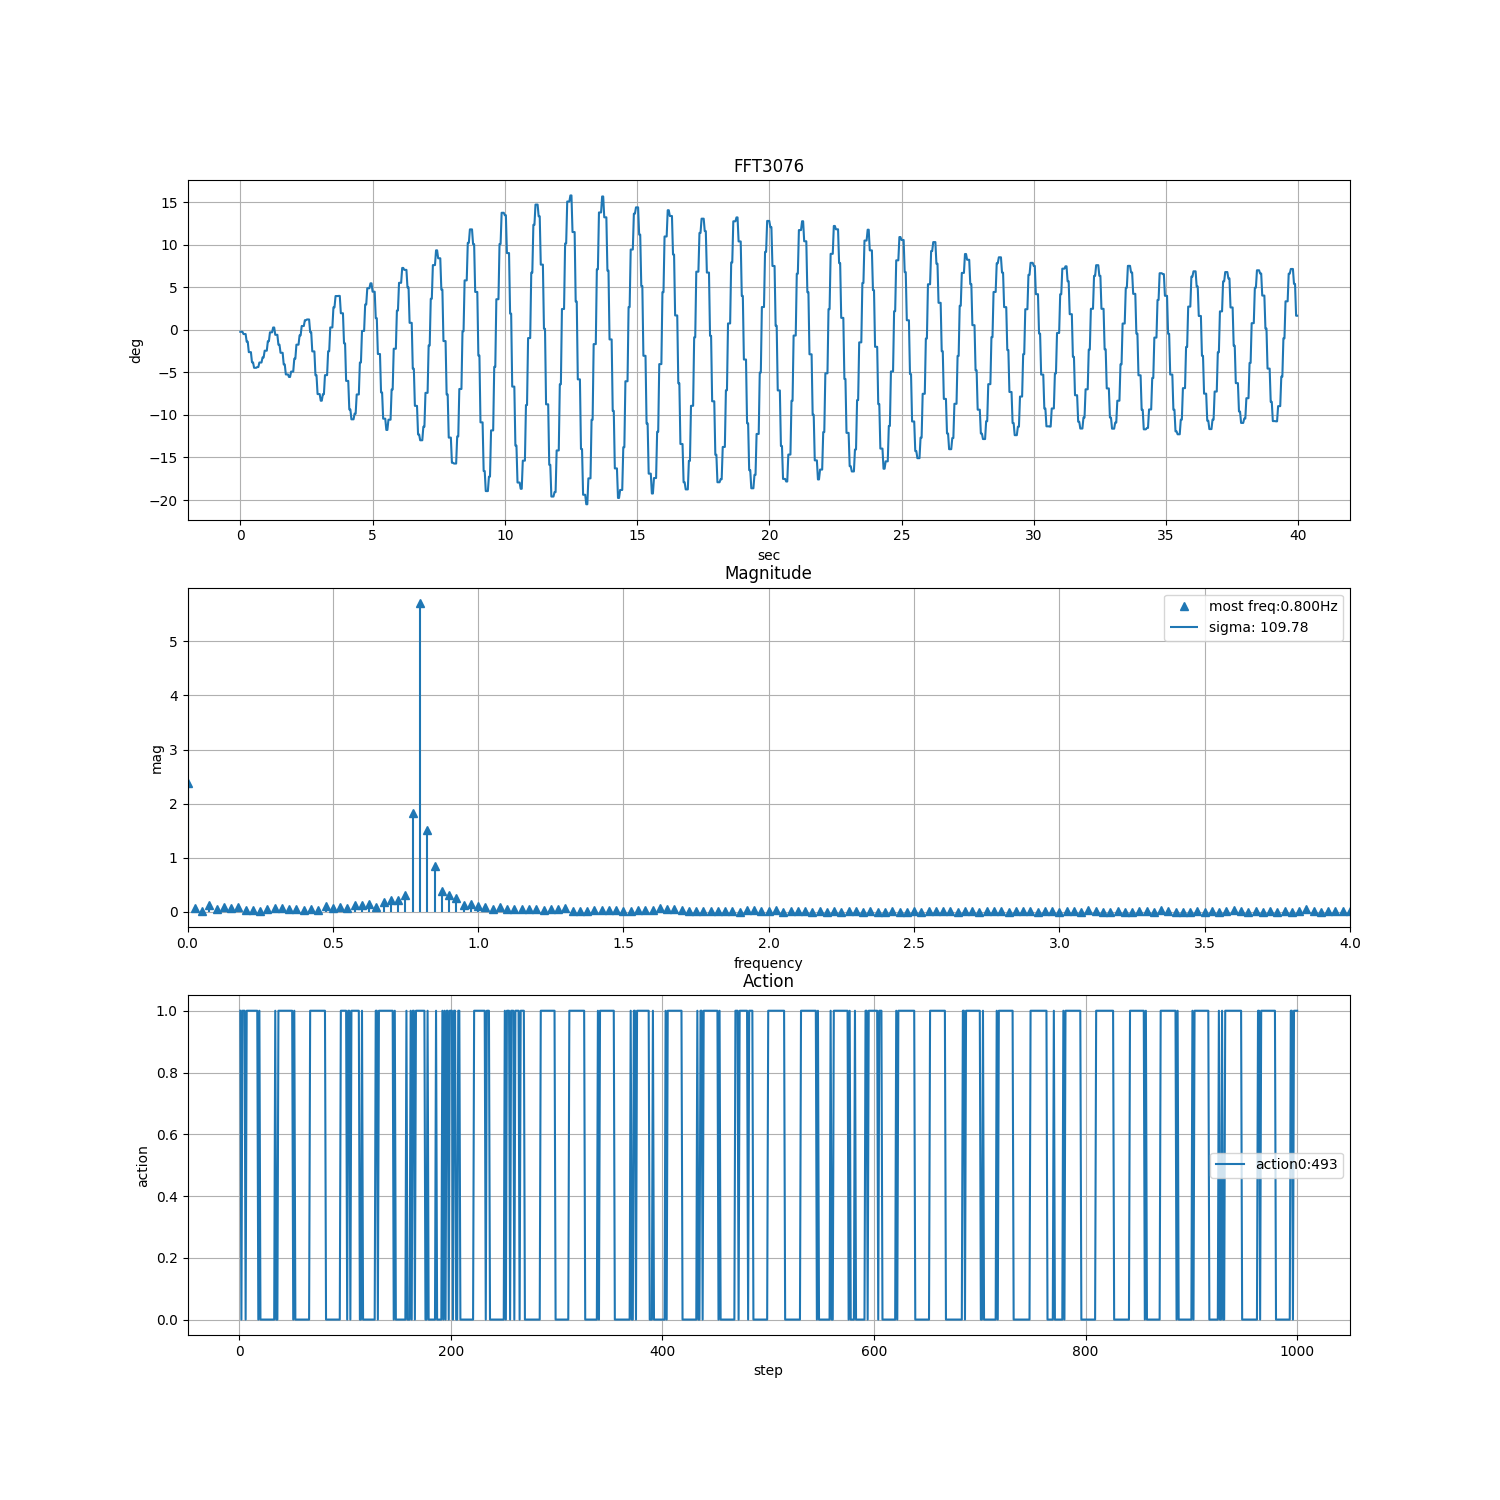 FFT3076
15
10
5
0
−5
−10
−15
−20
deg
0 5 10 15 20 25 30 35 40
sec
Magnitude
most freq:0.800Hz
sigma: 109.78
5
4
3
2
1
0
mag
0.0 0.5 1.0 1.5 2.0 2.5 3.0 3.5 4.0
frequency
Action
1.0
0.8
0.6
0.4
0.2
0.0
action
action0:493
0 200 400 600 800 1000
step